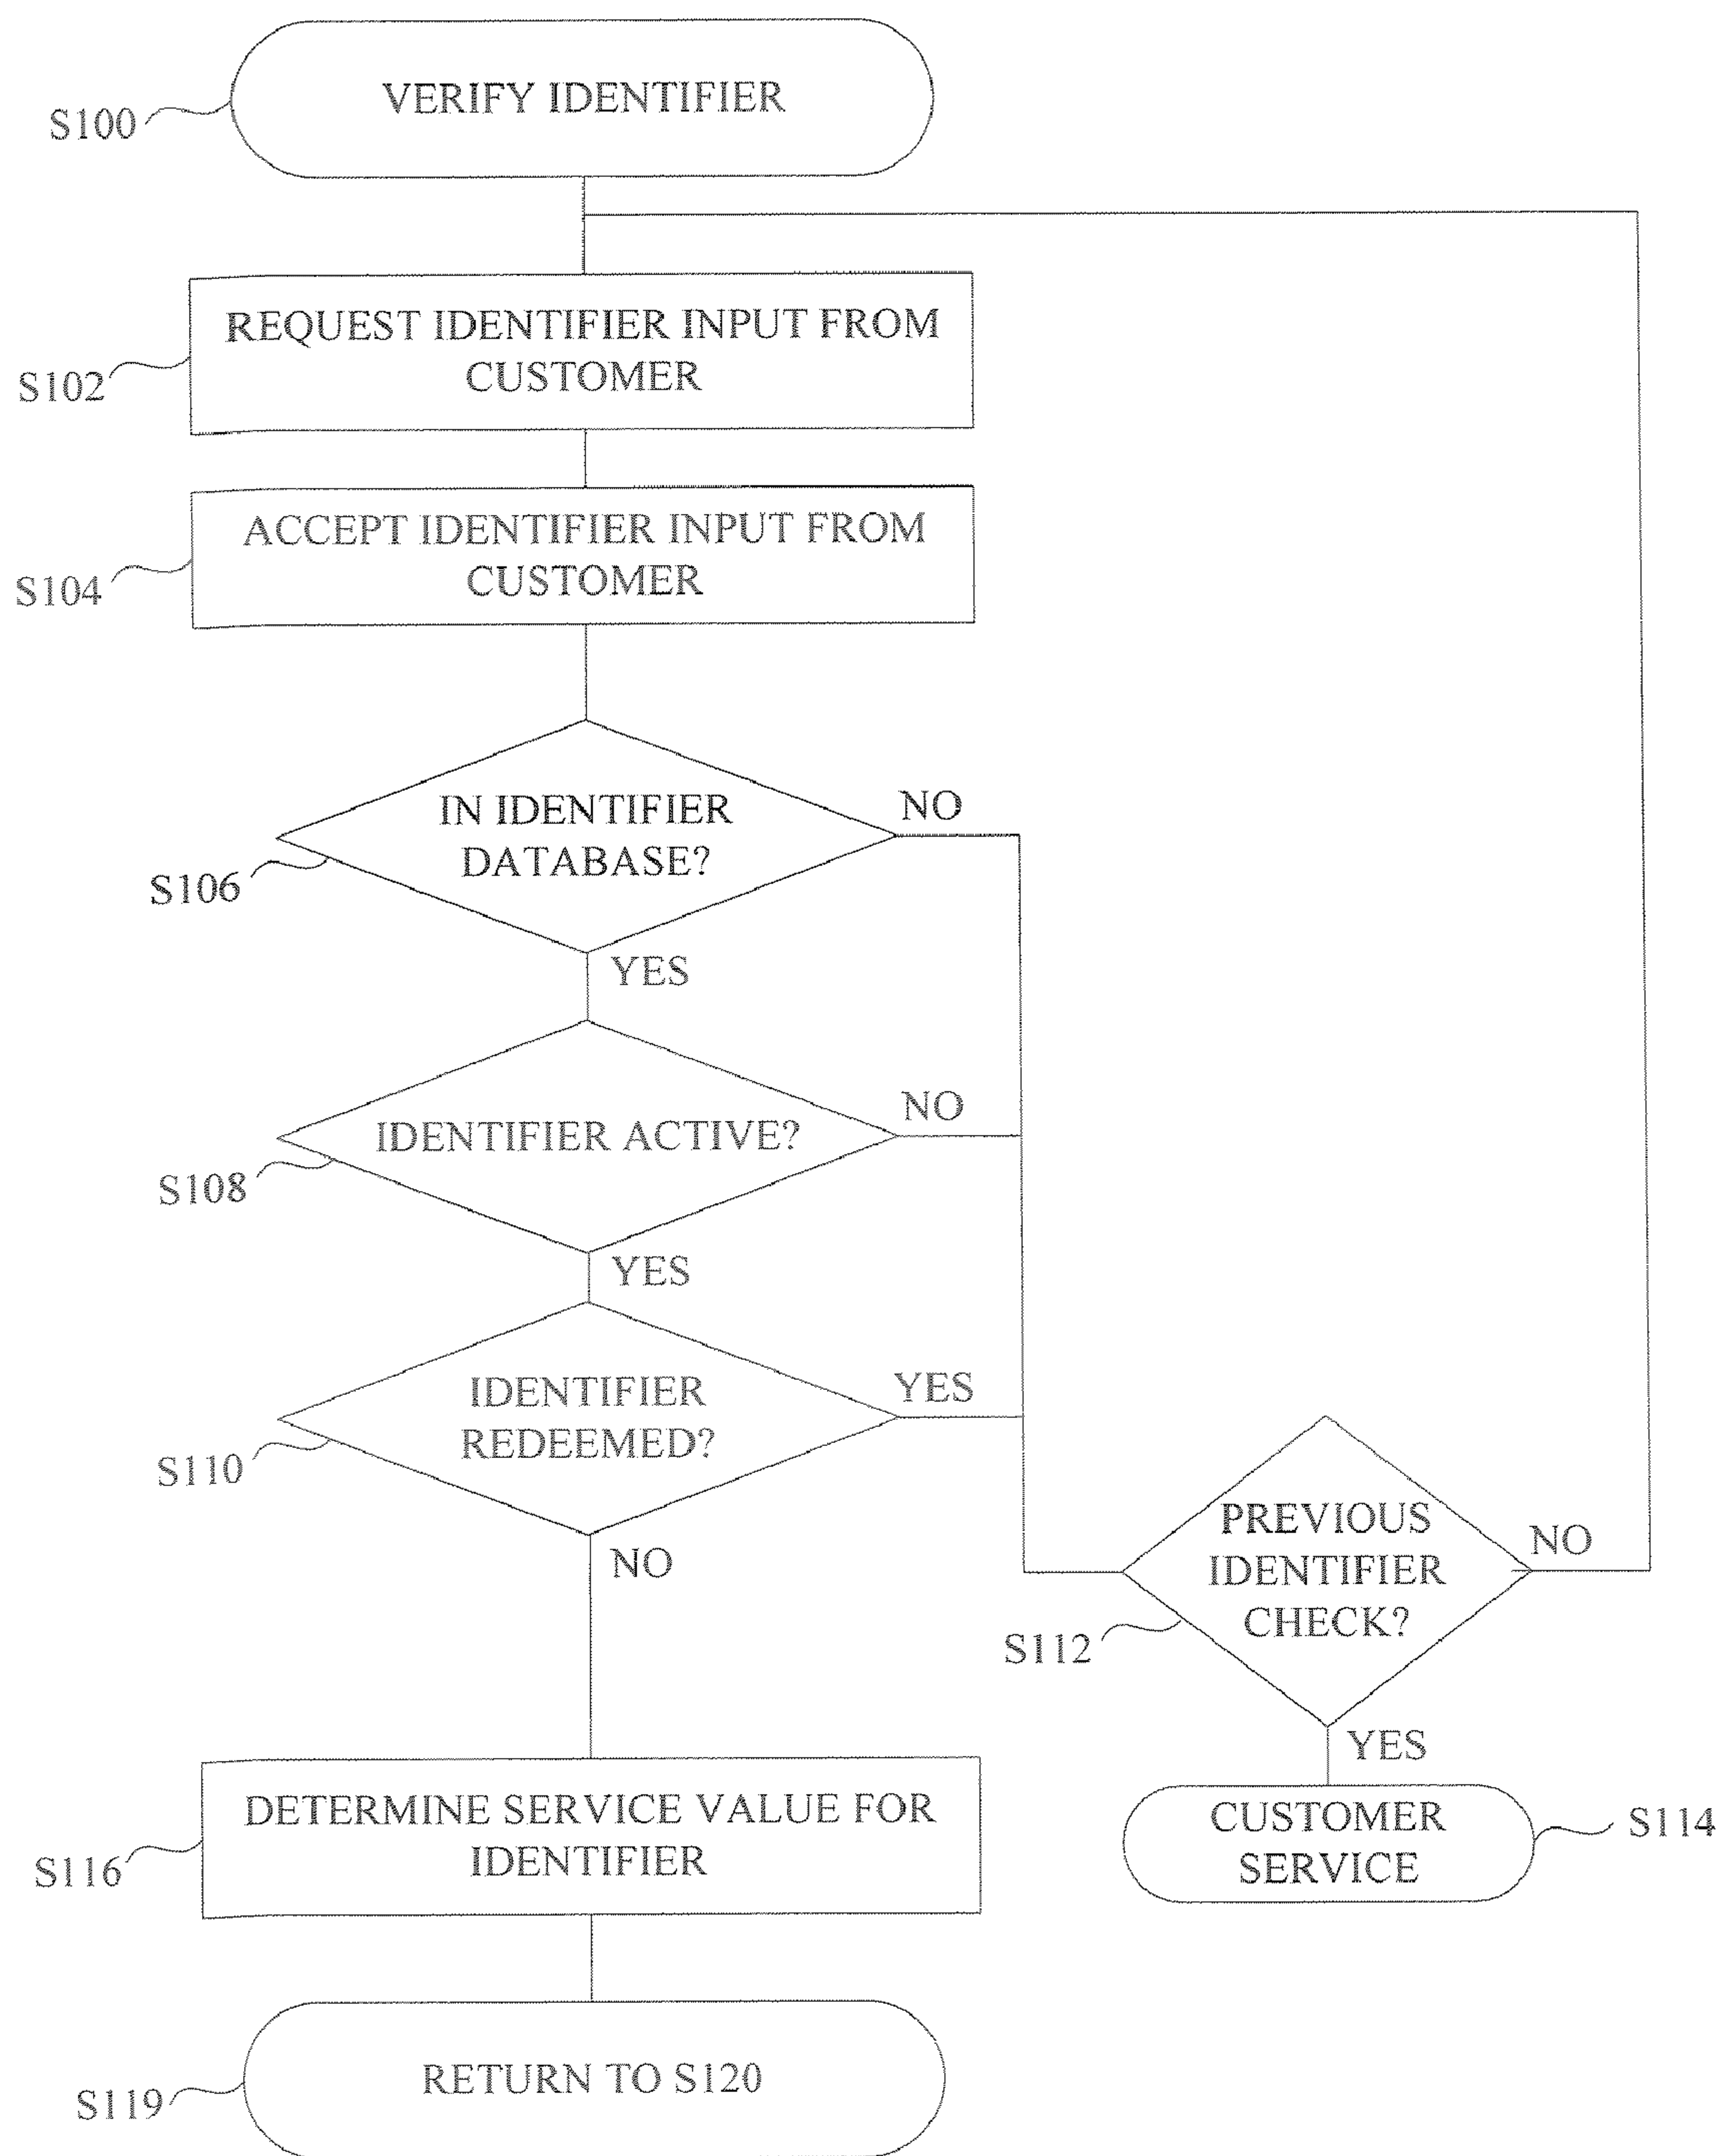 VERIFY IDENTIFIER
S100
REQUEST IDENTIFIER INPUT FROM
CUSTOMER
S102
ACCEPT IDENTIFIER INPUT FROM
CUSTOMER
S104
IN IDENTIFIER
DATABASE?
NO
S106
YES
IDENTIFIER ACTIVE?
NO
S108
YES
IDENTIFIER
REDEEMED?
YES
S110
NO
PREVIOUS
IDENTIFIER
CHECK?
NO
S112
YES
CUSTOMER
SERVICE
S114
DETERMINE SERVICE VALUE FOR
IDENTIFIER
S116
RETURN TO S120
S119